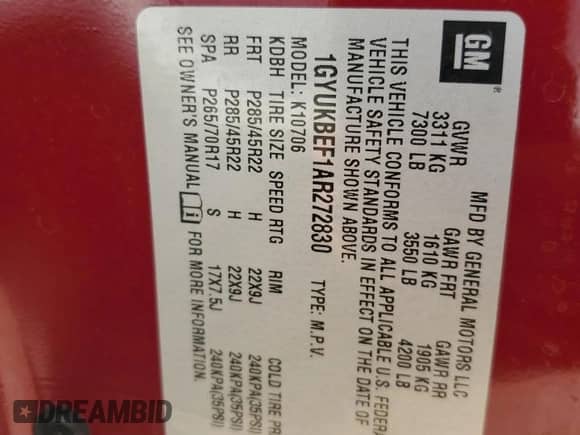 GM ®
MFD BY GENERAL MOTORS LLC
GVWR GAWR FRT GAWR RR
3311 KG 1610 KG 1905 KG
7300 LB 3550 LB 4200 LB
THIS VEHICLE CONFORMS TO ALL APPLICABLE U.S. FEDERA
VEHICLE SAFETY STANDARDS IN EFFECT ON THE DATE OF
MANUFACTURE SHOWN ABOVE.
1GYUKBEF1AR272830 TYPE: M.P.V.
MODEL: K10706
KDBH TIRE SIZE SPEED RTG RIM COLD TIRE PR
FRT P285/45R22 H 22X9J 240KPA(35PSI)
RR P285/45R22 H 22X9J 240KPA(35PSI)
SPA P265/70R17 S 17X7.5J 240KPA(35PSI)
SEE OWNER'S MANUAL i FOR MORE INFORMATION.
DREAMBID